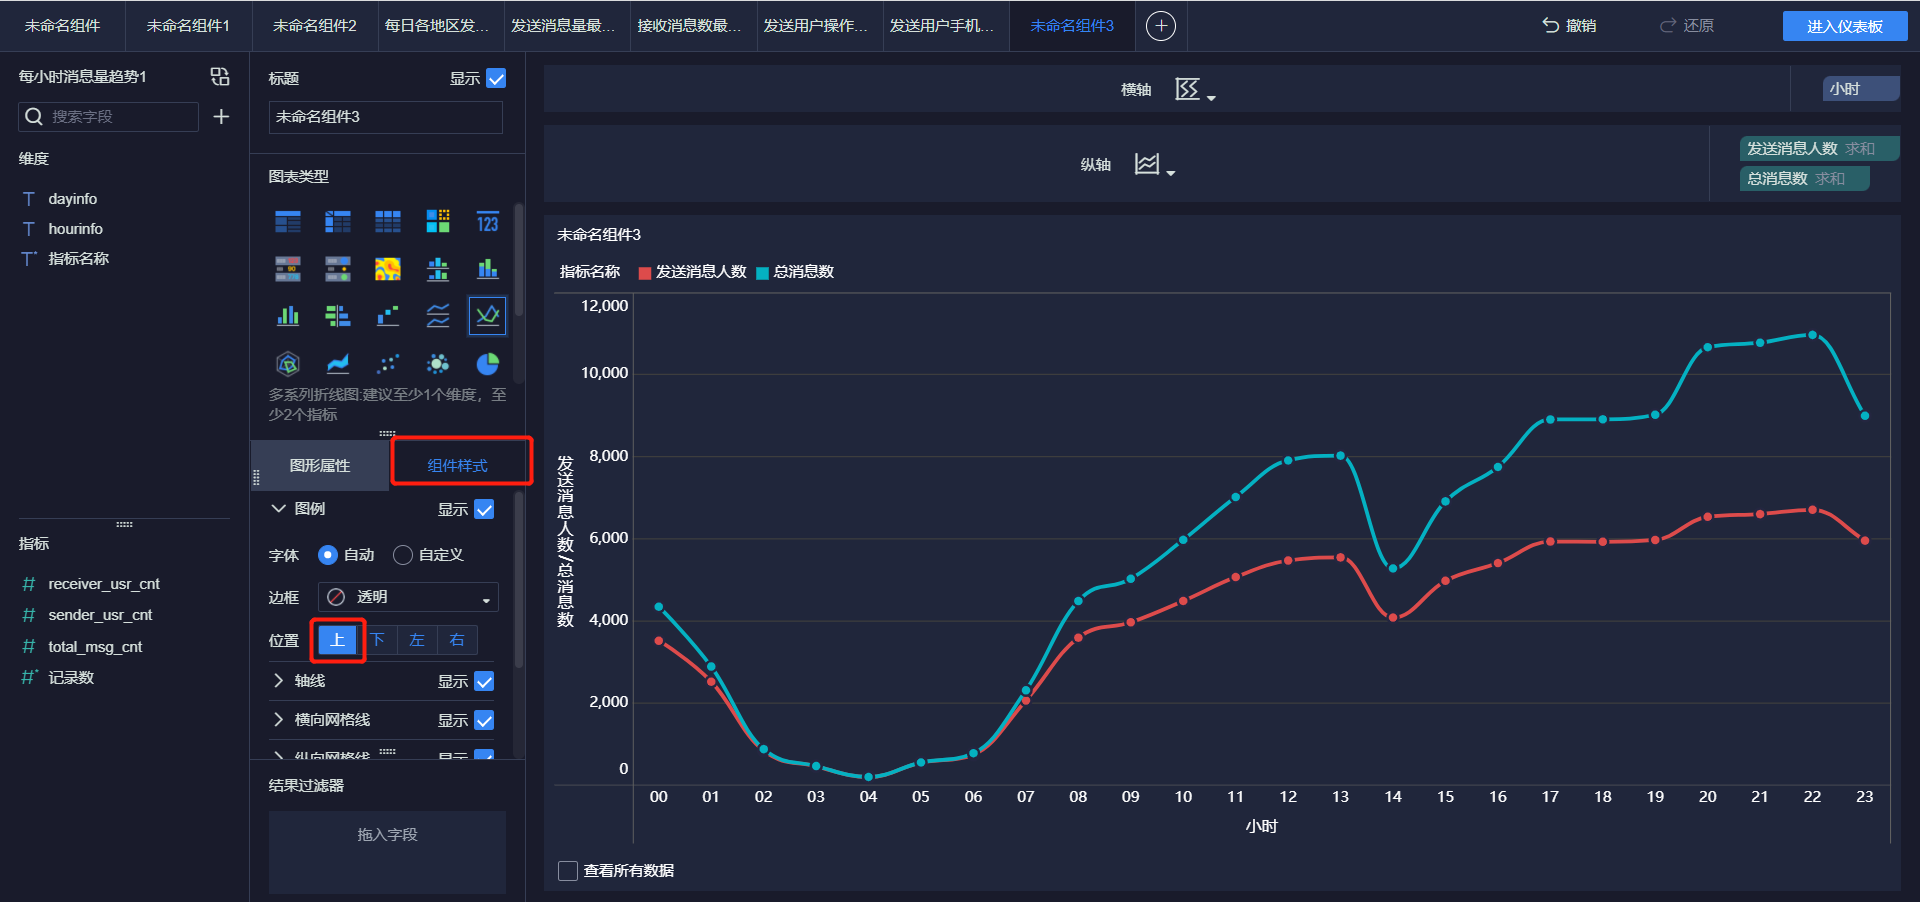 未命名组件
未命名组件1
未命名组件2
每日各地区发...
发送消息量最...
接收消息数最...
发送用户操作...
发送用户手机...
未命名组件3
撤销
还原
进入仪表板
每小时消息量趋势1
搜索字段
维度
T dayinfo
T hourinfo
T* 指标名称
指标
# receiver_usr_cnt
# sender_usr_cnt
# total_msg_cnt
#* 记录数
标题
显示
未命名组件3
图表类型
123
90
多系列折线图:建议至少1个维度，至
少2个指标
图形属性
组件样式
图例
显示
字体
自动
自定义
边框
透明
位置
上
下
左
右
轴线
显示
横向网格线
显示
纵向网格线
显示
结果过滤器
拖入字段
横轴
小时
纵轴
发送消息人数 求和
总消息数 求和
未命名组件3
指标名称
发送消息人数
总消息数
12,000
10,000
8,000
6,000
4,000
2,000
0
发送消息人数/总消息数
00 01 02 03 04 05 06 07 08 09 10 11 12 13 14 15 16 17 18 19 20 21 22 23
小时
查看所有数据